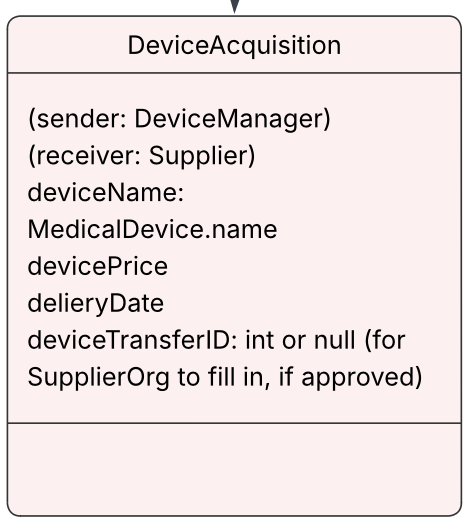 DeviceAcquisition
(sender: DeviceManager)
(receiver: Supplier)
deviceName:
MedicalDevice.name
devicePrice
delieryDate
deviceTransferID: int or null (for
SupplierOrg to fill in, if approved)